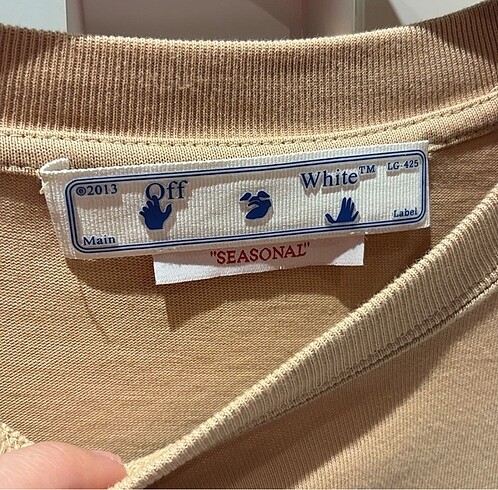 ©2013 Off White™ LG-425
Main Label
"SEASONAL"